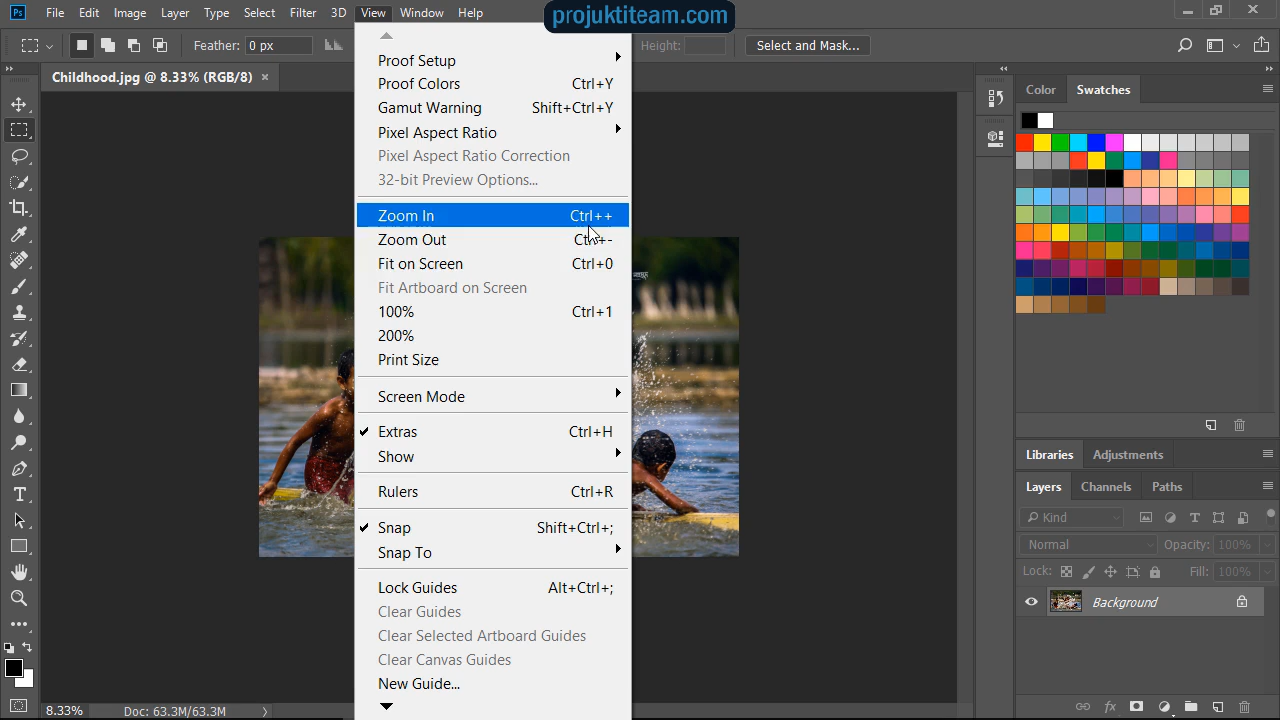 Ps File Edit Image Layer Type Select Filter 3D View Window Help
projuktiteam.com
Feather: 0 px
Height:
Select and Mask...
Childhood.jpg @ 8.33% (RGB/8) ×
Proof Setup
Proof Colors Ctrl+Y
Gamut Warning Shift+Ctrl+Y
Pixel Aspect Ratio
Pixel Aspect Ratio Correction
32-bit Preview Options...
Zoom In Ctrl++
Zoom Out Ctrl+-
Fit on Screen Ctrl+0
Fit Artboard on Screen
100% Ctrl+1
200%
Print Size
Screen Mode
Extras Ctrl+H
Show
Rulers Ctrl+R
Snap Shift+Ctrl+;
Snap To
Lock Guides Alt+Ctrl+;
Clear Guides
Clear Selected Artboard Guides
Clear Canvas Guides
New Guide...
Color Swatches
Libraries Adjustments
Layers Channels Paths
Kind
Normal Opacity: 100%
Lock: Fill: 100%
Background
8.33% Doc: 63.3M/63.3M